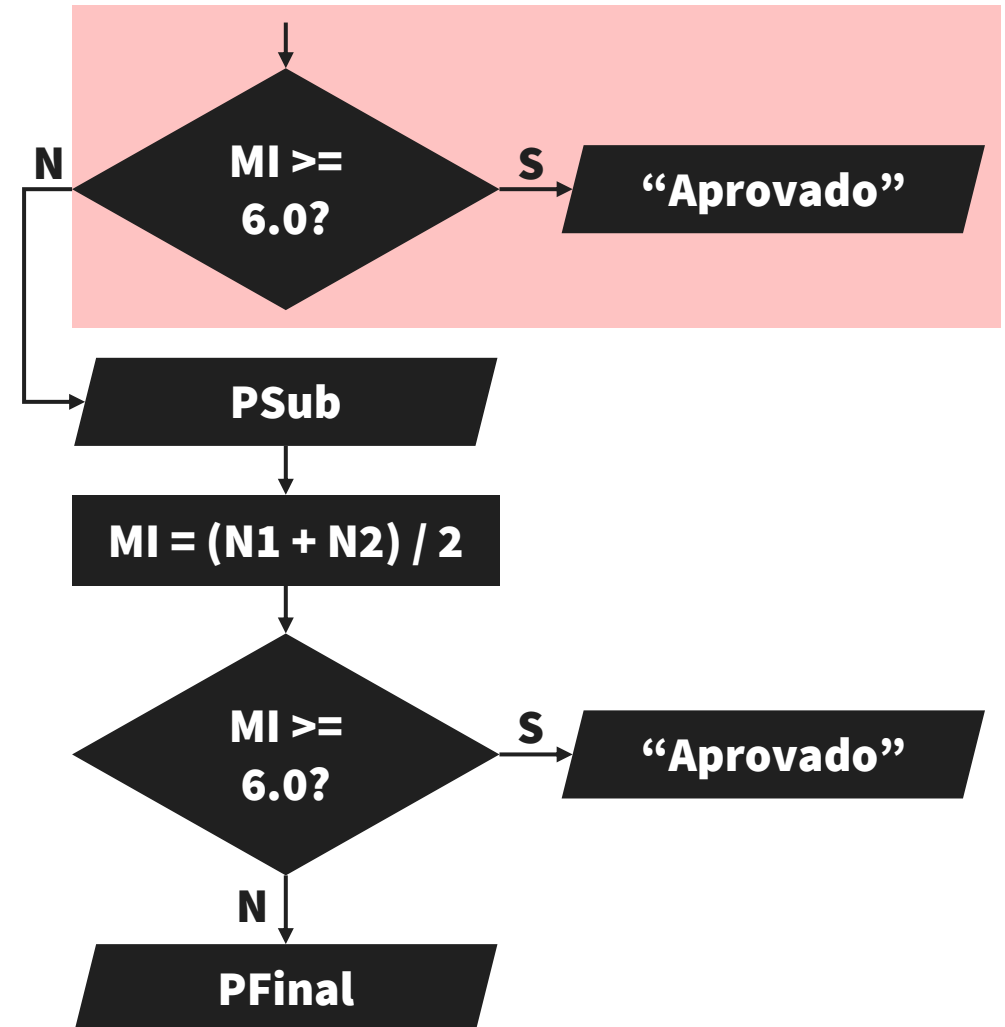 N
MI >=
6.0?
S
“Aprovado”
PSub
MI = (N1 + N2) / 2
MI >=
6.0?
S
“Aprovado”
N
PFinal